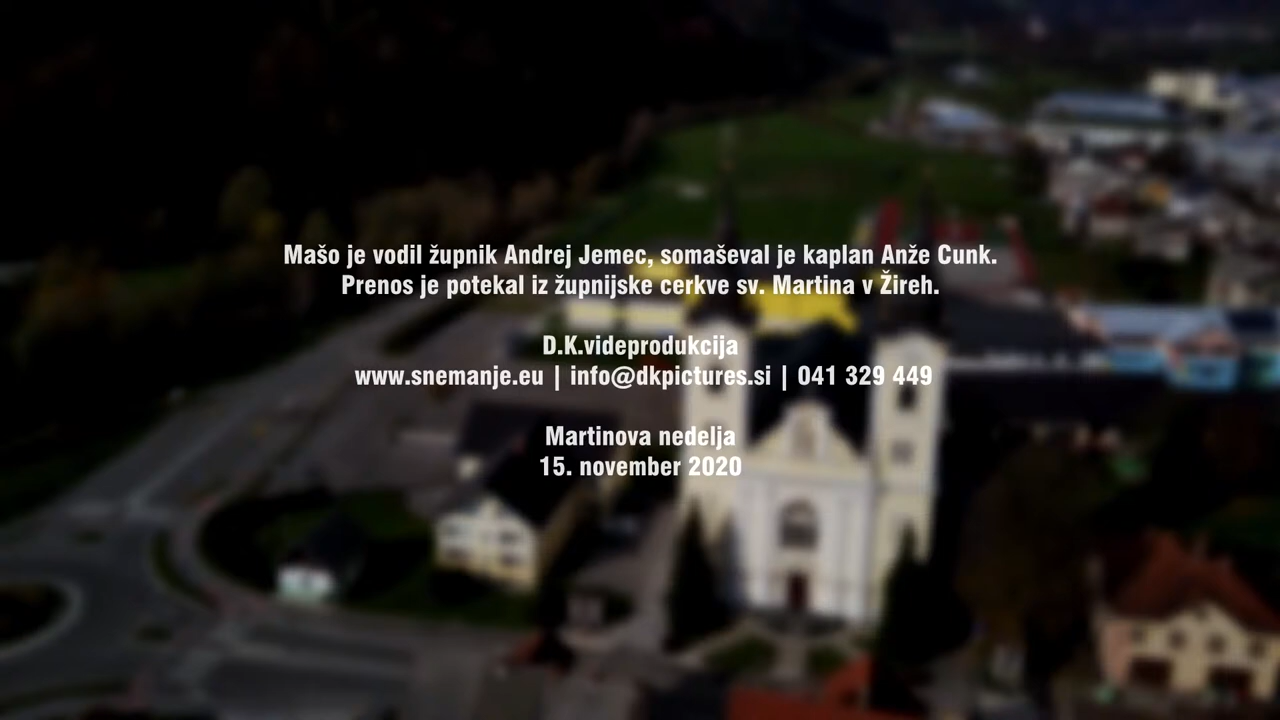 Mašo je vodil župnik Andrej Jemec, somaševal je kaplan Anže Cunk.
Prenos je potekal iz župnijske cerkve sv. Martina v Žireh.
D.K.videprodukcija
www.snemanje.eu | info@dkpictures.si | 041 329 449
Martinova nedelja
15. november 2020